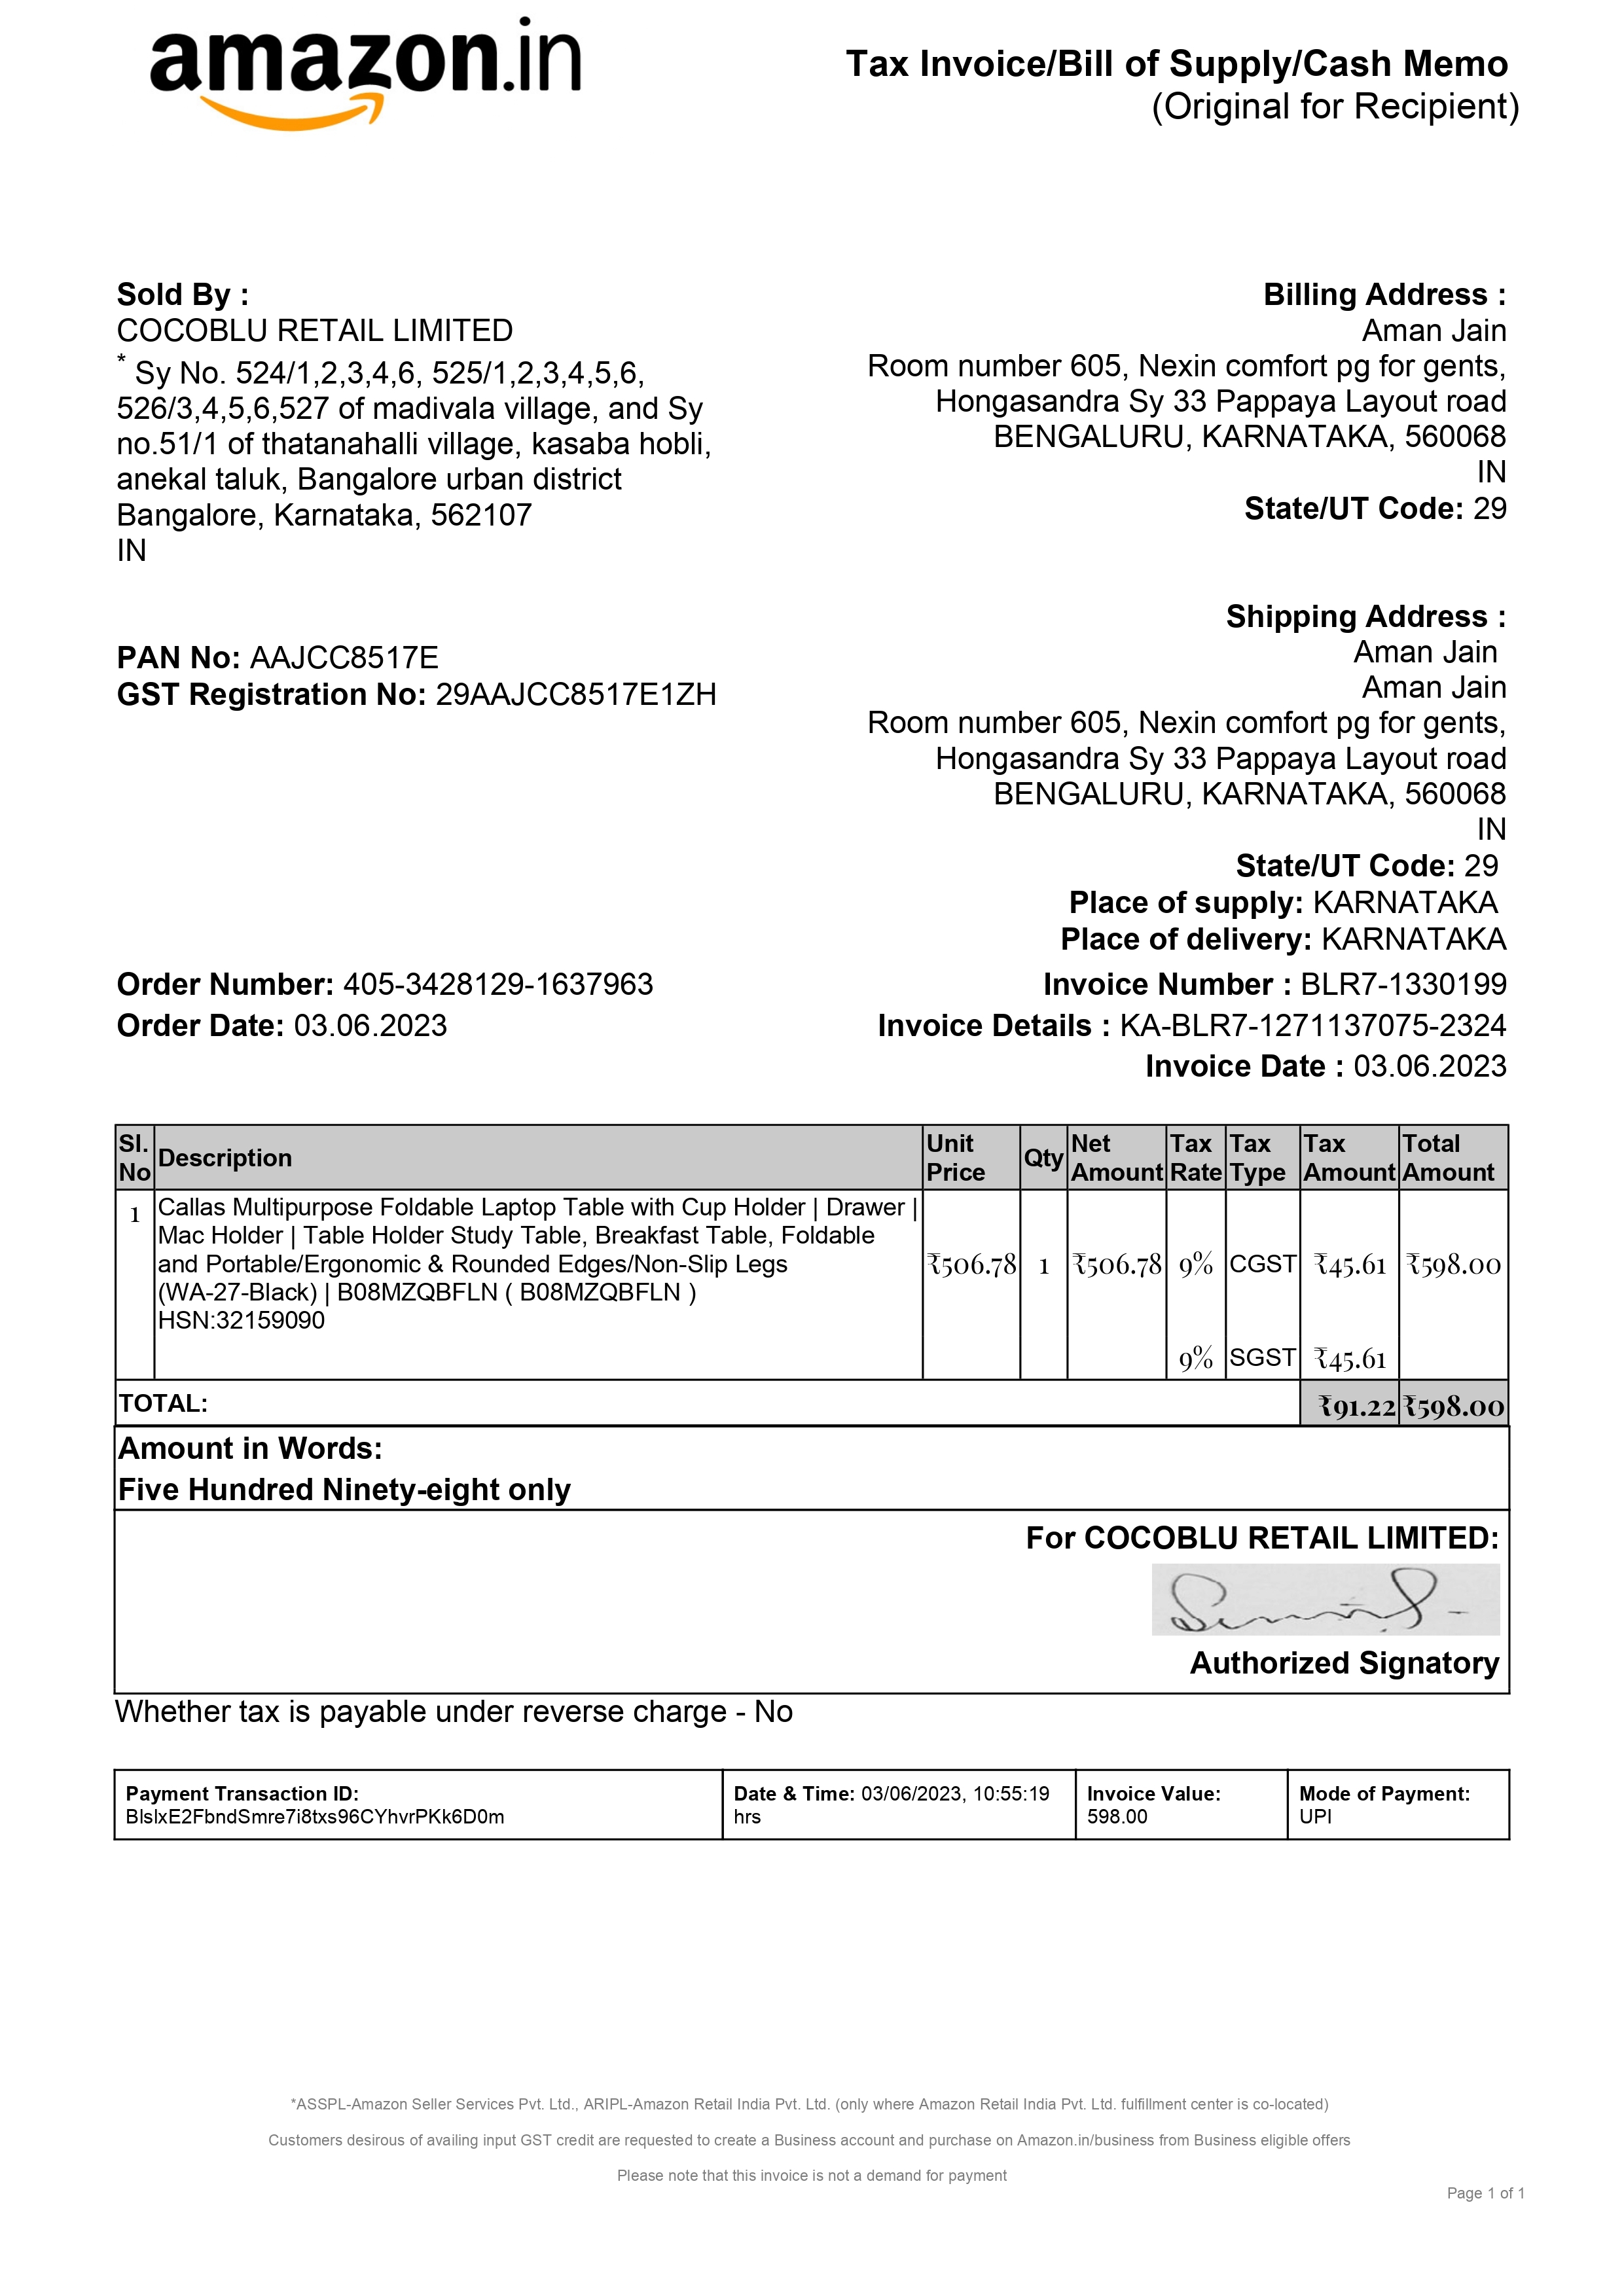 amazon.in
Tax Invoice/Bill of Supply/Cash Memo
(Original for Recipient)
Sold By :
COCOBLU RETAIL LIMITED
* Sy No. 524/1,2,3,4,6, 525/1,2,3,4,5,6,
526/3,4,5,6,527 of madivala village, and Sy
no.51/1 of thatanahalli village, kasaba hobli,
anekal taluk, Bangalore urban district
Bangalore, Karnataka, 562107
IN
PAN No: AAJCC8517E
GST Registration No: 29AAJCC8517E1ZH
Billing Address :
Aman Jain
Room number 605, Nexin comfort pg for gents,
Hongasandra Sy 33 Pappaya Layout road
BENGALURU, KARNATAKA, 560068
IN
State/UT Code: 29
Shipping Address :
Aman Jain
Aman Jain
Room number 605, Nexin comfort pg for gents,
Hongasandra Sy 33 Pappaya Layout road
BENGALURU, KARNATAKA, 560068
IN
State/UT Code: 29
Place of supply: KARNATAKA
Place of delivery: KARNATAKA
Order Number: 405-3428129-1637963
Order Date: 03.06.2023
Invoice Number : BLR7-1330199
Invoice Details : KA-BLR7-1271137075-2324
Invoice Date : 03.06.2023
Sl. No Description Unit Price Qty Net Amount Tax Rate Tax Type Tax Amount Total Amount
1 Callas Multipurpose Foldable Laptop Table with Cup Holder | Drawer |
Mac Holder | Table Holder Study Table, Breakfast Table, Foldable
and Portable/Ergonomic & Rounded Edges/Non-Slip Legs
(WA-27-Black) | B08MZQBFLN ( B08MZQBFLN )
HSN:32159090
₹506.78 1 ₹506.78 9% CGST ₹45.61 ₹598.00
9% SGST ₹45.61
TOTAL: ₹91.22 ₹598.00
Amount in Words:
Five Hundred Ninety-eight only
For COCOBLU RETAIL LIMITED:
Authorized Signatory
Whether tax is payable under reverse charge - No
Payment Transaction ID:
BlslxE2FbndSmre7i8txs96CYhvrPKk6D0m
Date & Time: 03/06/2023, 10:55:19
hrs
Invoice Value:
598.00
Mode of Payment:
UPI
*ASSPL-Amazon Seller Services Pvt. Ltd., ARIPL-Amazon Retail India Pvt. Ltd. (only where Amazon Retail India Pvt. Ltd. fulfillment center is co-located)
Customers desirous of availing input GST credit are requested to create a Business account and purchase on Amazon.in/business from Business eligible offers
Please note that this invoice is not a demand for payment
Page 1 of 1